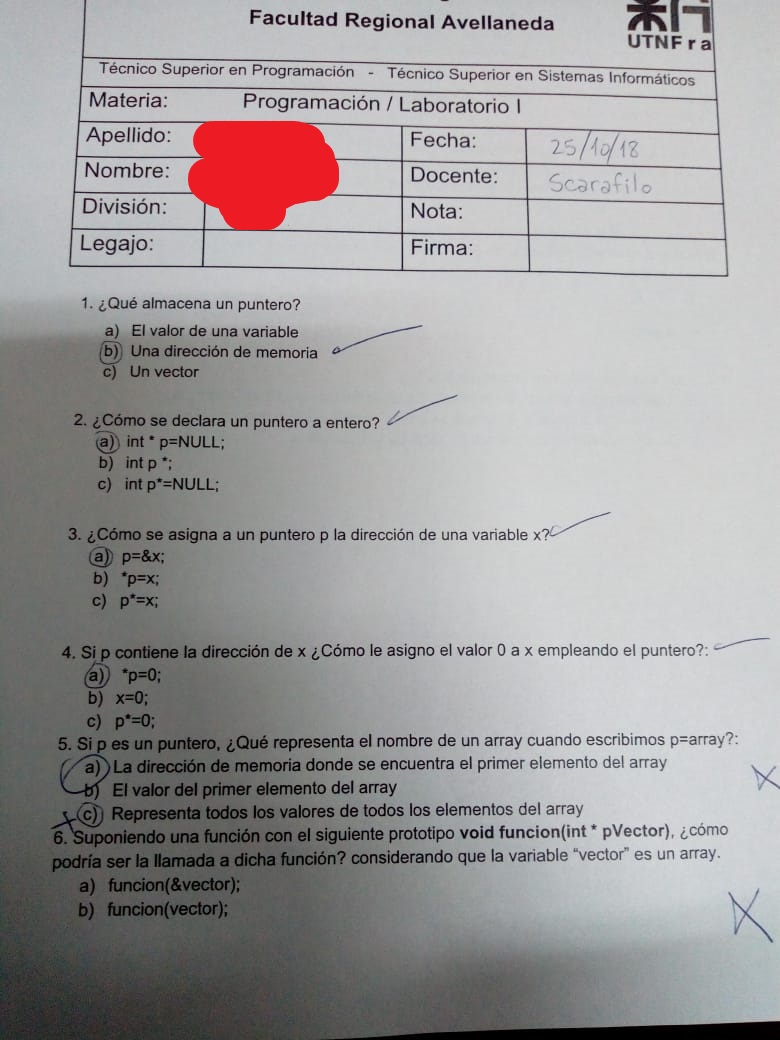 Facultad Regional Avellaneda
UTNFra
Técnico Superior en Programación - Técnico Superior en Sistemas Informáticos
Materia: Programación / Laboratorio I
Apellido: Fecha: 25/10/18
Nombre: Docente: Scarafilo
División: Nota:
Legajo: Firma:
1. ¿Qué almacena un puntero?
a) El valor de una variable
b) Una dirección de memoria
c) Un vector
2. ¿Cómo se declara un puntero a entero?
a) int * p=NULL;
b) int p *;
c) int p*=NULL;
3. ¿Cómo se asigna a un puntero p la dirección de una variable x?
a) p=&x;
b) *p=x;
c) p*=x;
4. Si p contiene la dirección de x ¿Cómo le asigno el valor 0 a x empleando el puntero?:
a) *p=0;
b) x=0;
c) p*=0;
5. Si p es un puntero, ¿Qué representa el nombre de un array cuando escribimos p=array?:
a) La dirección de memoria donde se encuentra el primer elemento del array
b) El valor del primer elemento del array
c) Representa todos los valores de todos los elementos del array
6. Suponiendo una función con el siguiente prototipo void funcion(int * pVector), ¿cómo
podría ser la llamada a dicha función? considerando que la variable “vector” es un array.
a) funcion(&vector);
b) funcion(vector);